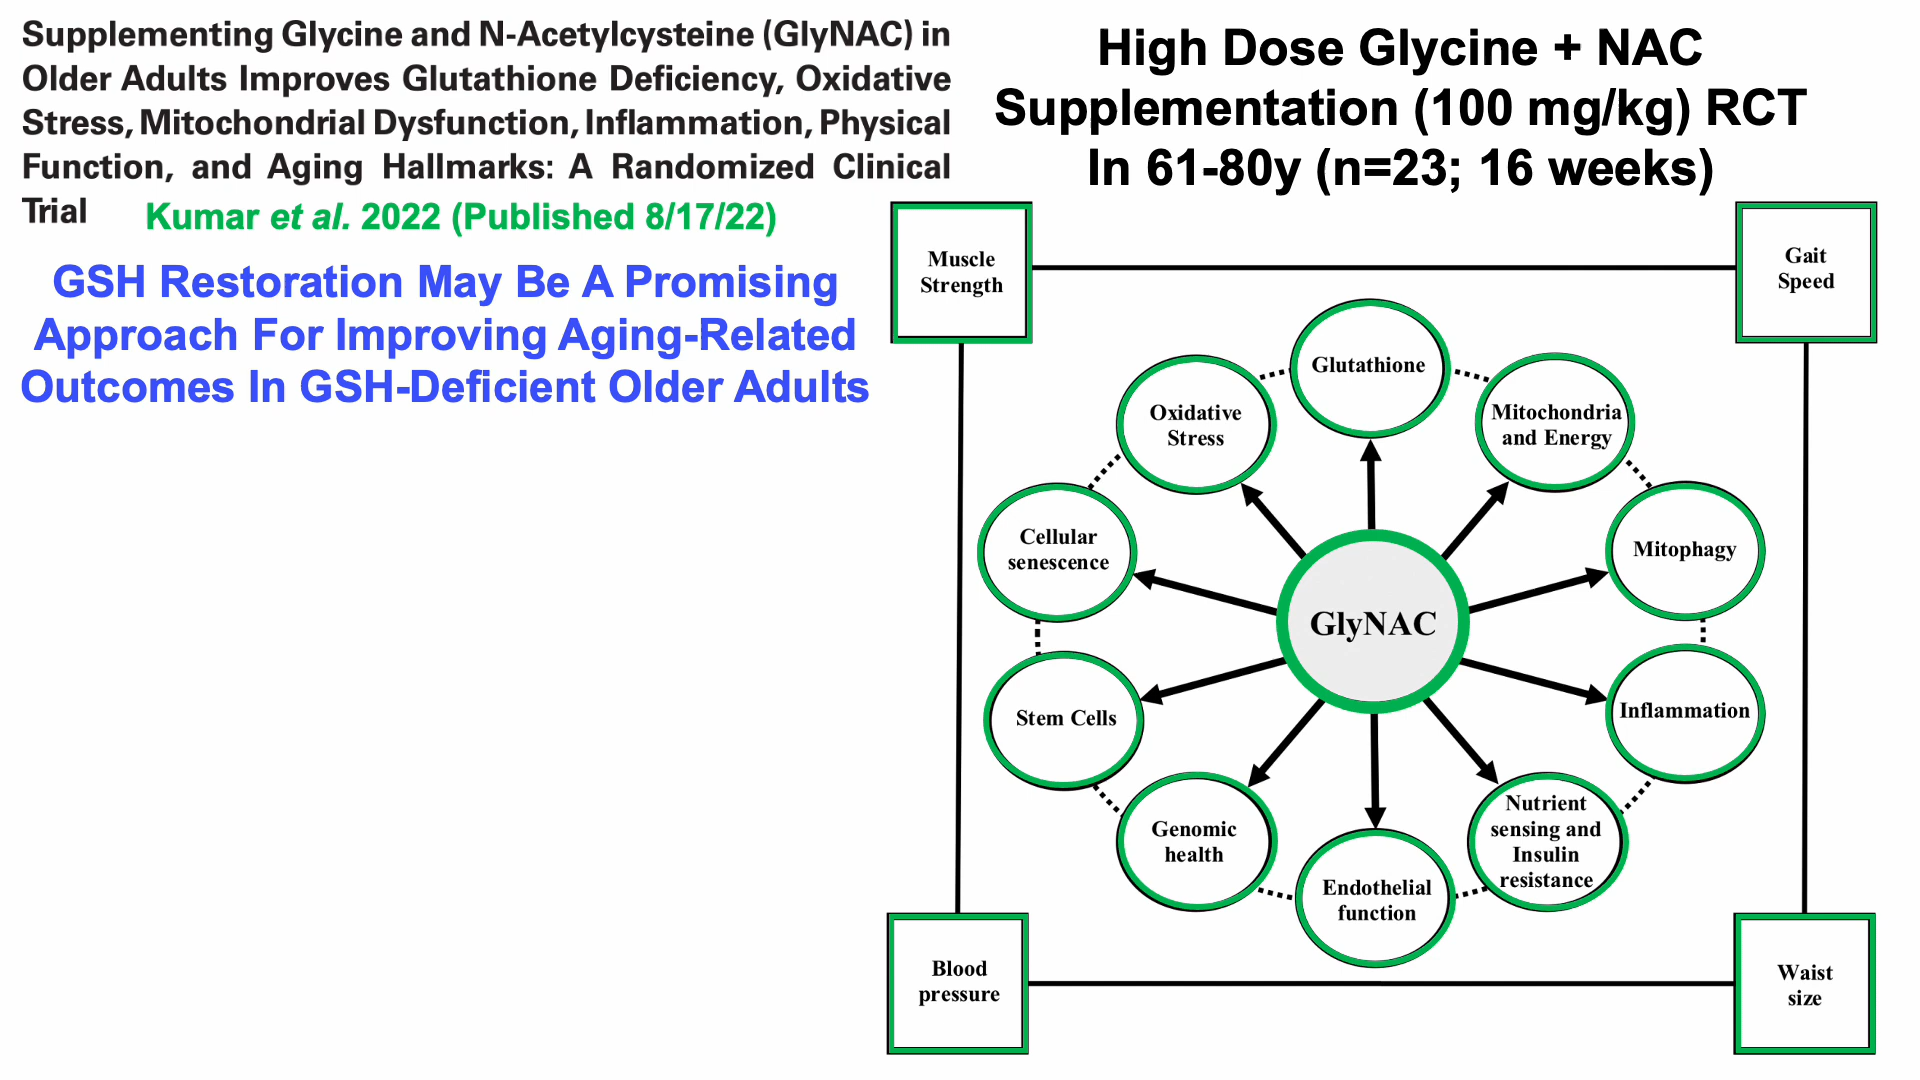 Supplementing Glycine and N-Acetylcysteine (GlyNAC) in
Older Adults Improves Glutathione Deficiency, Oxidative
Stress, Mitochondrial Dysfunction, Inflammation, Physical
Function, and Aging Hallmarks: A Randomized Clinical
Trial
Kumar et al. 2022 (Published 8/17/22)
GSH Restoration May Be A Promising
Approach For Improving Aging-Related
Outcomes In GSH-Deficient Older Adults
High Dose Glycine + NAC
Supplementation (100 mg/kg) RCT
In 61-80y (n=23; 16 weeks)
Muscle
Strength
Gait
Speed
Glutathione
Oxidative
Stress
Mitochondria
and Energy
Cellular
senescence
Mitophagy
GlyNAC
Stem Cells
Inflammation
Genomic
health
Nutrient
sensing and
Insulin
resistance
Endothelial
function
Blood
pressure
Waist
size